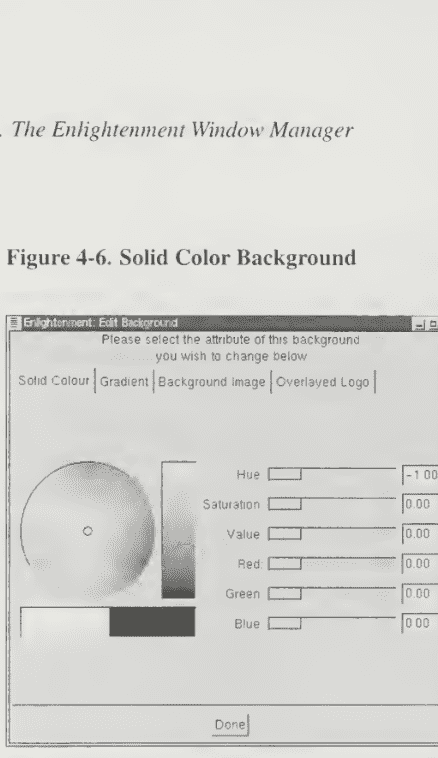 . The Enlightenment Window Manager
Figure 4-6. Solid Color Background
Enlightenment: Edit Background
Please select the attribute of this background
you wish to change below
Solid Colour Gradient Background Image Overlayed Logo
Hue -1.00
Saturation 0.00
Value 0.00
Red: 0.00
Green 0.00
Blue 0.00
Done